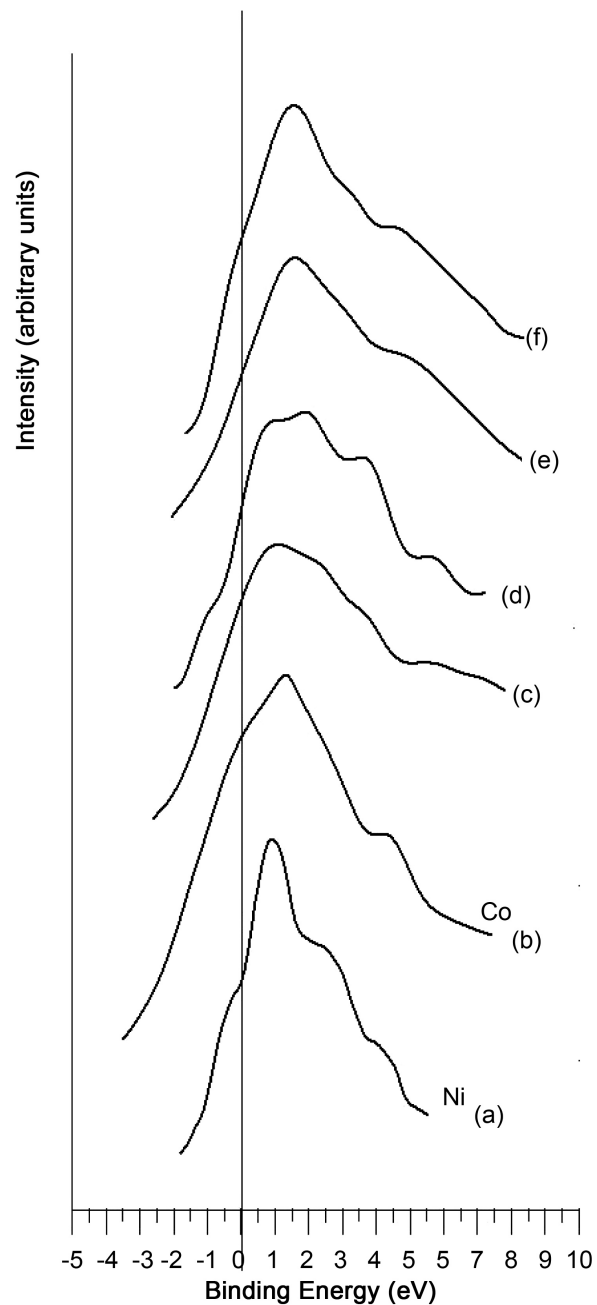 Intensity (arbitrary units)
(f)
(e)
(d)
(c)
Co
(b)
Ni
(a)
-5 -4 -3 -2 -1 0 1 2 3 4 5 6 7 8 9 10
Binding Energy (eV)